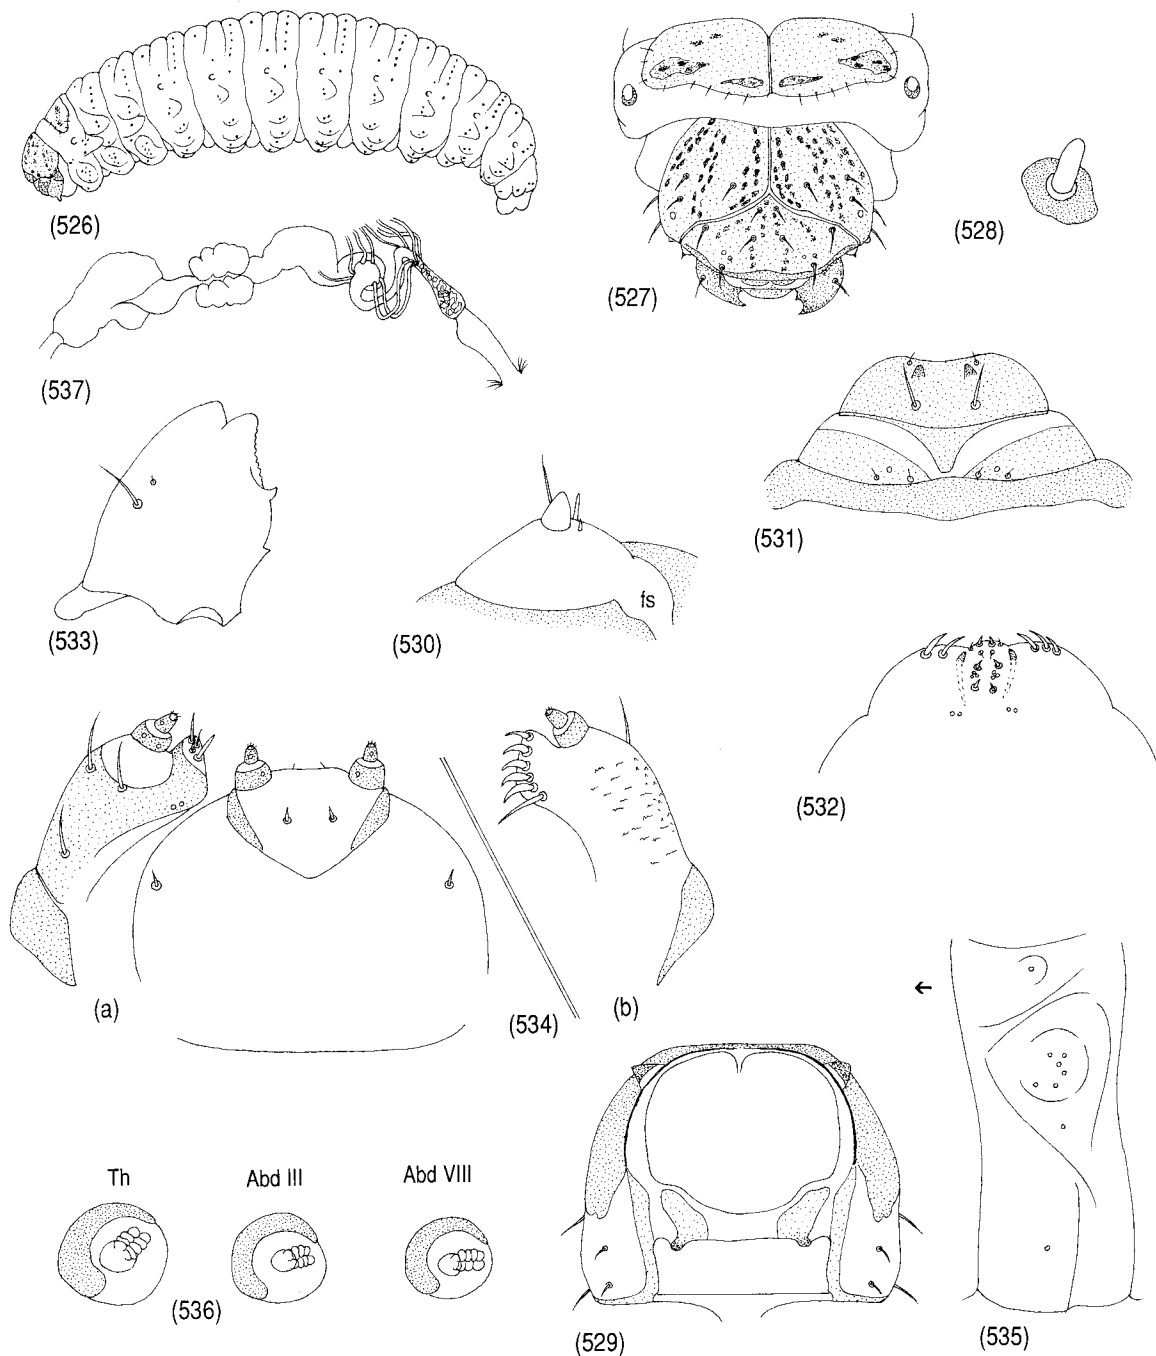 (526)
(527)
(528)
(537)
(531)
(533)
(530)
fs
(532)
(a)
(534)
(b)
(535)
Th
Abd III
Abd VIII
(536)
(529)